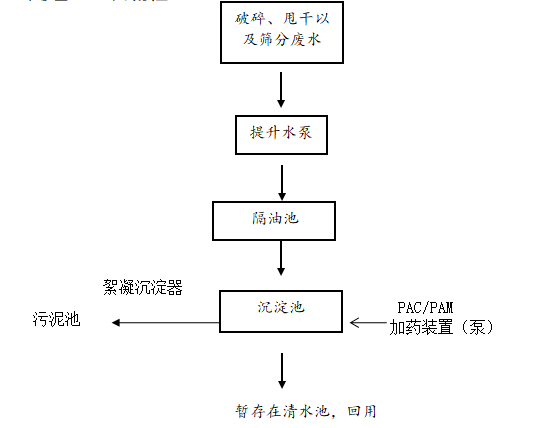 破碎、甩干以
及筛分废水
提升水泵
隔油池
絮凝沉淀器
污泥池
沉淀池
PAC/PAM
加药装置（泵）
暂存在清水池，回用